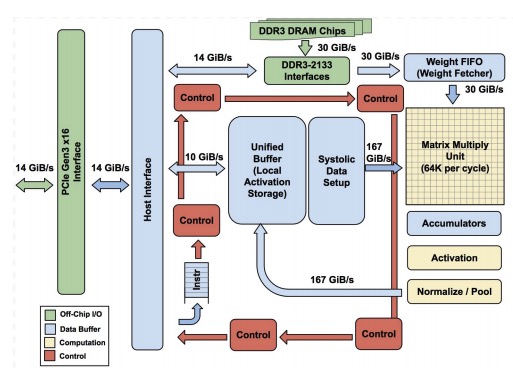 DDR3 DRAM Chips
30 GiB/s
14 GiB/s
DDR3-2133
Interfaces
30 GiB/s
Weight FIFO
(Weight Fetcher)
30 GiB/s
Control
Control
Matrix Multiply
Unit
(64K per cycle)
PCIe Gen3 x16
Interface
Host Interface
14 GiB/s
14 GiB/s
10 GiB/s
Unified
Buffer
(Local
Activation
Storage)
Systolic
Data
Setup
167
GiB/s
Control
Accumulators
Activation
Instr
167 GiB/s
Normalize / Pool
Off-Chip I/O
Data Buffer
Computation
Control
Control
Control